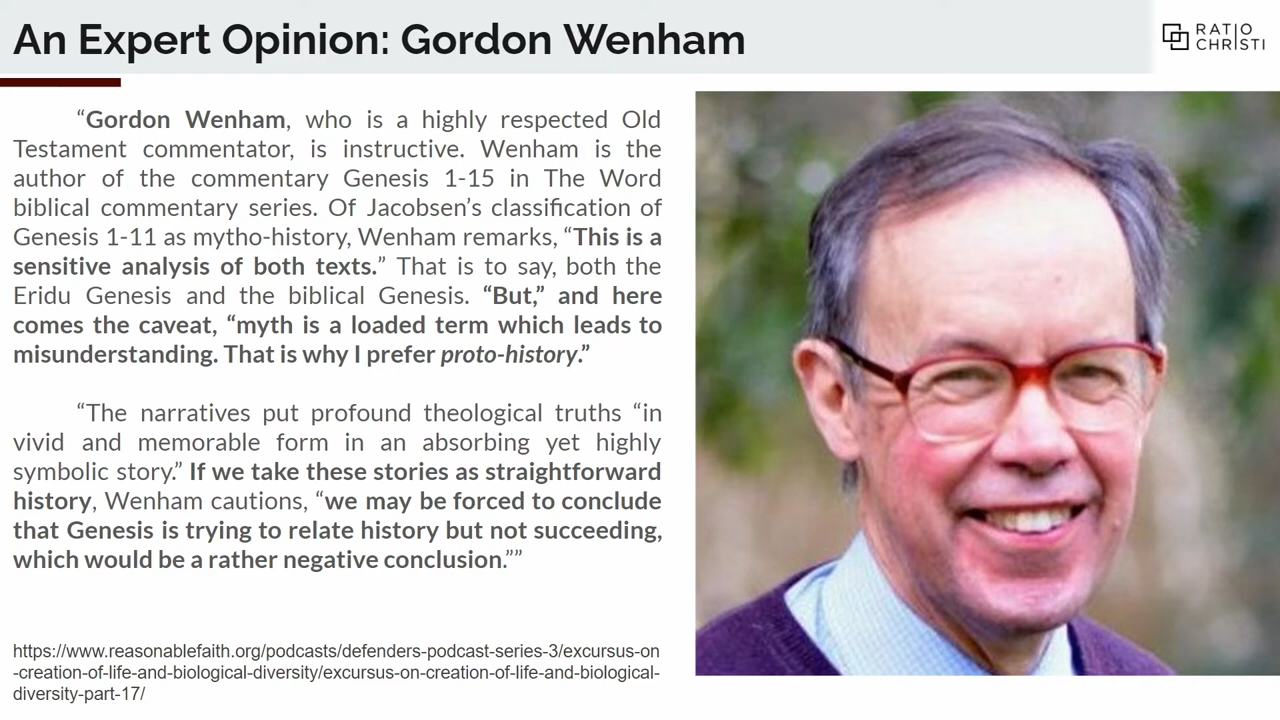 An Expert Opinion: Gordon Wenham
RATIO
CHRISTI
“Gordon Wenham, who is a highly respected Old
Testament commentator, is instructive. Wenham is the
author of the commentary Genesis 1-15 in The Word
biblical commentary series. Of Jacobsen’s classification of
Genesis 1-11 as mytho-history, Wenham remarks, “This is a
sensitive analysis of both texts.” That is to say, both the
Eridu Genesis and the biblical Genesis. “But,” and here
comes the caveat, “myth is a loaded term which leads to
misunderstanding. That is why I prefer proto-history.”
“The narratives put profound theological truths “in
vivid and memorable form in an absorbing yet highly
symbolic story.” If we take these stories as straightforward
history, Wenham cautions, “we may be forced to conclude
that Genesis is trying to relate history but not succeeding,
which would be a rather negative conclusion.””
https://www.reasonablefaith.org/podcasts/defenders-podcast-series-3/excursus-on
-creation-of-life-and-biological-diversity/excursus-on-creation-of-life-and-biological-
diversity-part-17/